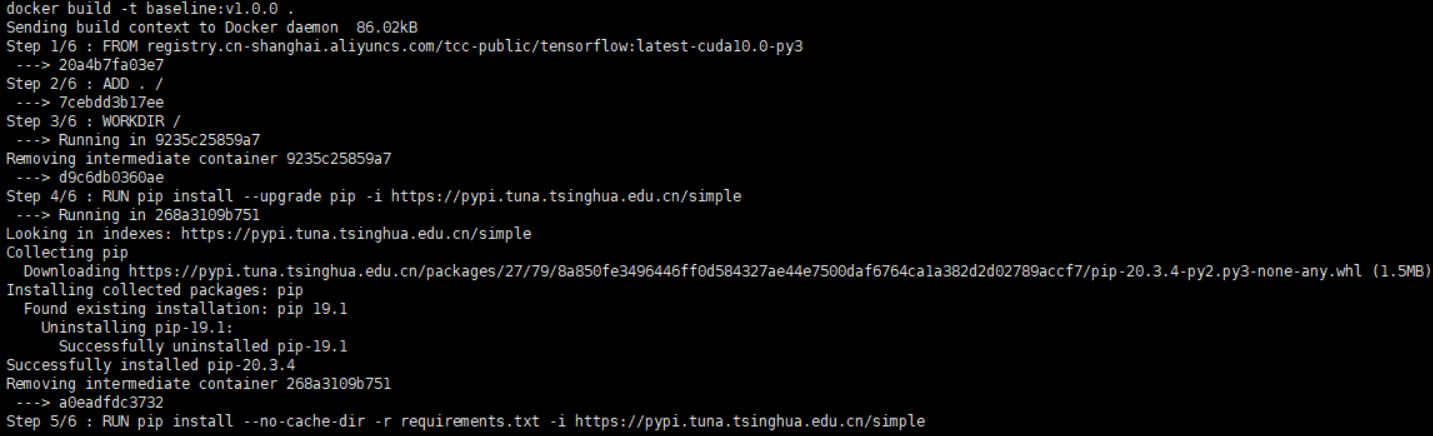 docker build -t baseline:v1.0.0 .
Sending build context to Docker daemon  86.02kB
Step 1/6 : FROM registry.cn-shanghai.aliyuncs.com/tcc-public/tensorflow:latest-cuda10.0-py3
 ---> 20a4b7fa03e7
Step 2/6 : ADD . /
 ---> 7cebdd3b17ee
Step 3/6 : WORKDIR /
 ---> Running in 9235c25859a7
Removing intermediate container 9235c25859a7
 ---> d9c6db0360ae
Step 4/6 : RUN pip install --upgrade pip -i https://pypi.tuna.tsinghua.edu.cn/simple
 ---> Running in 268a3109b751
Looking in indexes: https://pypi.tuna.tsinghua.edu.cn/simple
Collecting pip
  Downloading https://pypi.tuna.tsinghua.edu.cn/packages/27/79/8a850fe3496446ff0d584327ae44e7500daf6764ca1a382d2d02789accf7/pip-20.3.4-py2.py3-none-any.whl (1.5MB)
Installing collected packages: pip
  Found existing installation: pip 19.1
    Uninstalling pip-19.1:
      Successfully uninstalled pip-19.1
Successfully installed pip-20.3.4
Removing intermediate container 268a3109b751
 ---> a0eadfdc3732
Step 5/6 : RUN pip install --no-cache-dir -r requirements.txt -i https://pypi.tuna.tsinghua.edu.cn/simple